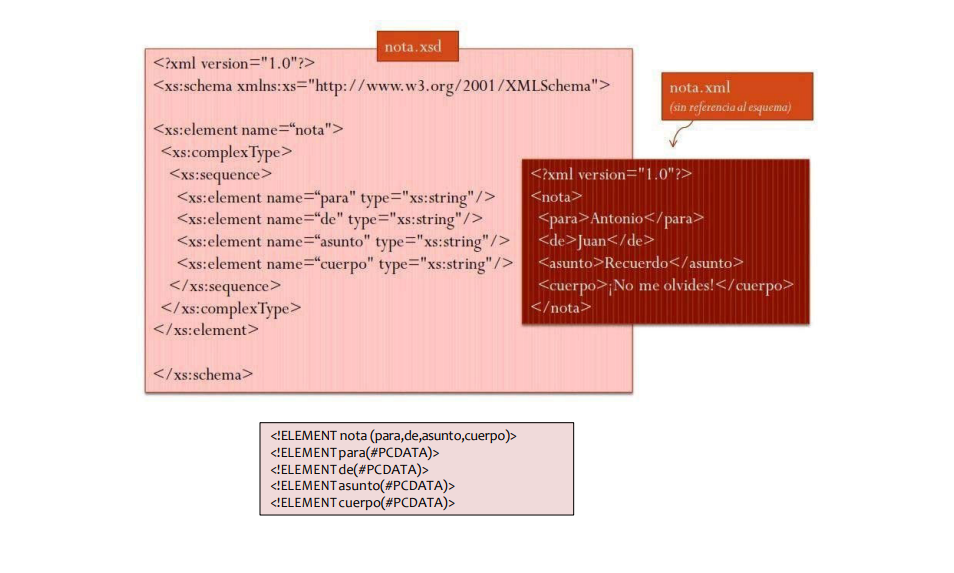 nota.xsd
<?xml version="1.0"?>
<xs:schema xmlns:xs="http://www.w3.org/2001/XMLSchema">
<xs:element name=“nota">
<xs:complexType>
<xs:sequence>
<xs:element name=“para" type="xs:string"/>
<xs:element name=“de" type="xs:string"/>
<xs:element name=“asunto" type="xs:string"/>
<xs:element name=“cuerpo" type="xs:string"/>
</xs:sequence>
</xs:complexType>
</xs:element>
</xs:schema>
nota.xml
(sin referencia al esquema)
<?xml version="1.0"?>
<nota>
<para>Antonio</para>
<de>Juan</de>
<asunto>Recuerdo</asunto>
<cuerpo>¡No me olvides!</cuerpo>
</nota>
<!ELEMENT nota (para,de,asunto,cuerpo)>
<!ELEMENT para(#PCDATA)>
<!ELEMENT de(#PCDATA)>
<!ELEMENT asunto(#PCDATA)>
<!ELEMENT cuerpo(#PCDATA)>